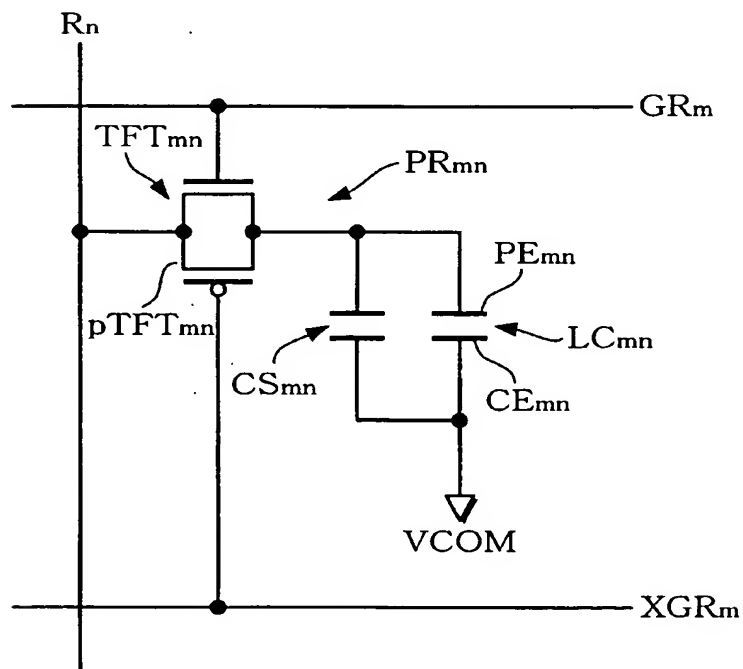 Rn
GRm
TFTmn
PRmn
PEmn
pTFTmn
LCmn
CSmn
CEmn
VCOM
XGRm